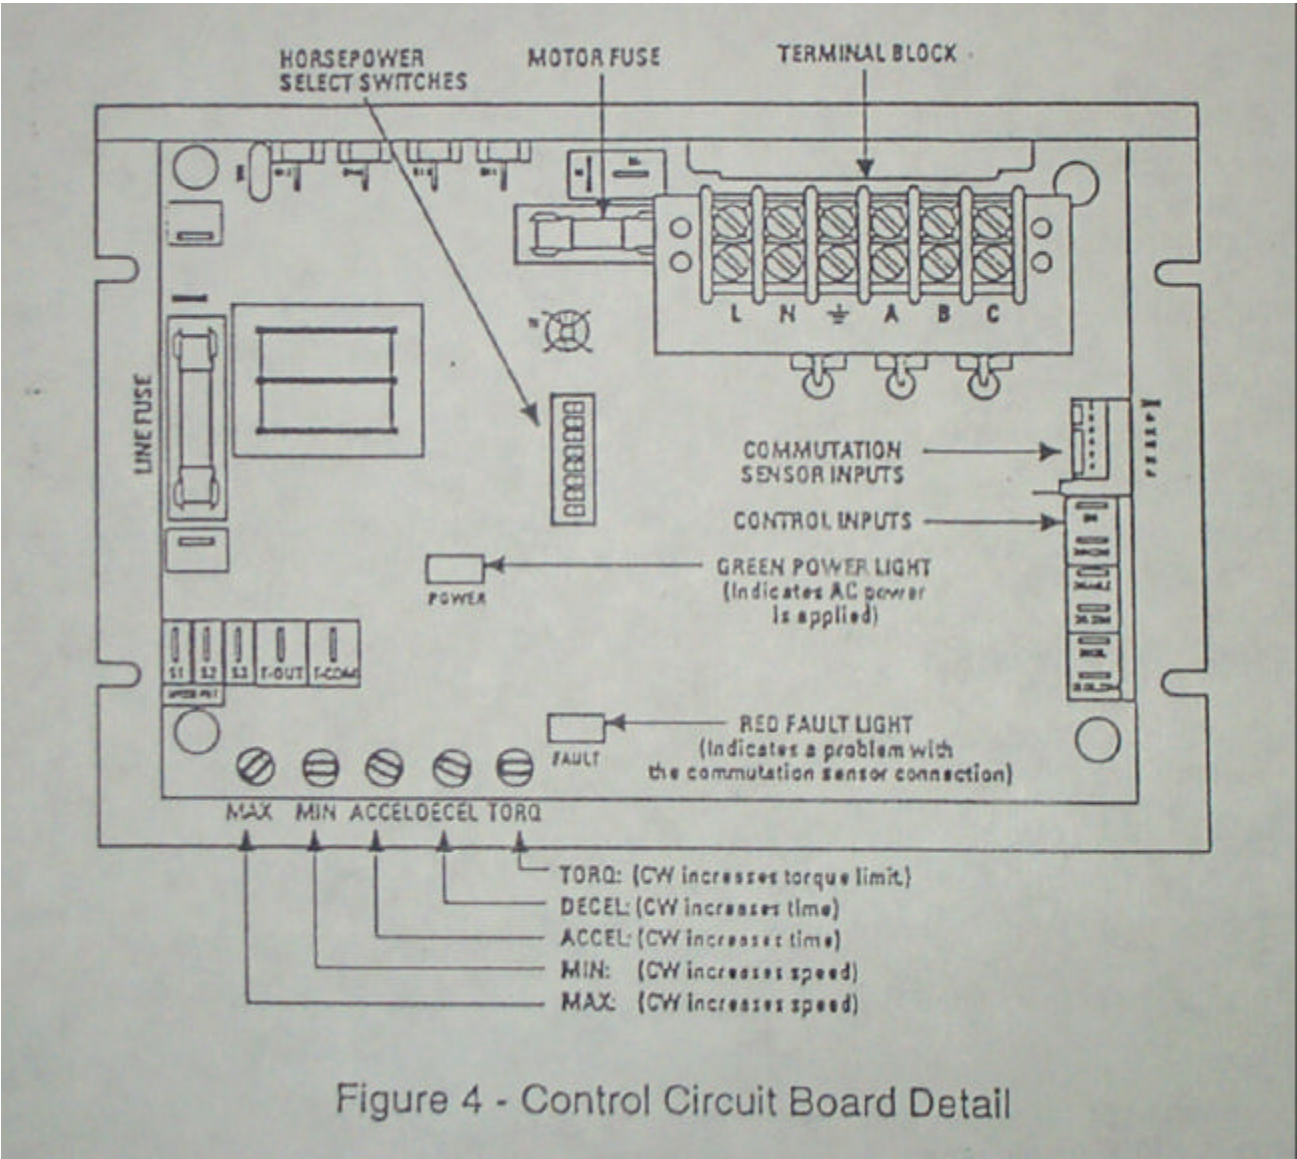 HORSEPOWER
SELECT SWITCHES
MOTOR FUSE
TERMINAL BLOCK
L N A B C
LINE FUSE
COMMUTATION
SENSOR INPUTS
CONTROL INPUTS
GREEN POWER LIGHT
(Indicates AC power
is applied)
POWER
S1 S2 S3 T-OUT T-COM
RED FAULT LIGHT
(Indicates a problem with
the commutation sensor connection)
FAULT
MAX MIN ACCEL DECEL TORQ
TORQ: (CW increases torque limit)
DECEL: (CW increases time)
ACCEL: (CW increases time)
MIN: (CW increases speed)
MAX: (CW increases speed)
Figure 4 - Control Circuit Board Detail